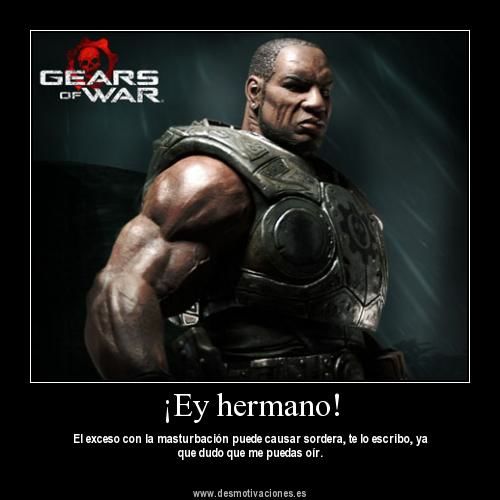 GEARS
OF WAR
¡Ey hermano!
El exceso con la masturbación puede causar sordera, te lo escribo, ya
que dudo que me puedas oír.
www.desmotivaciones.es